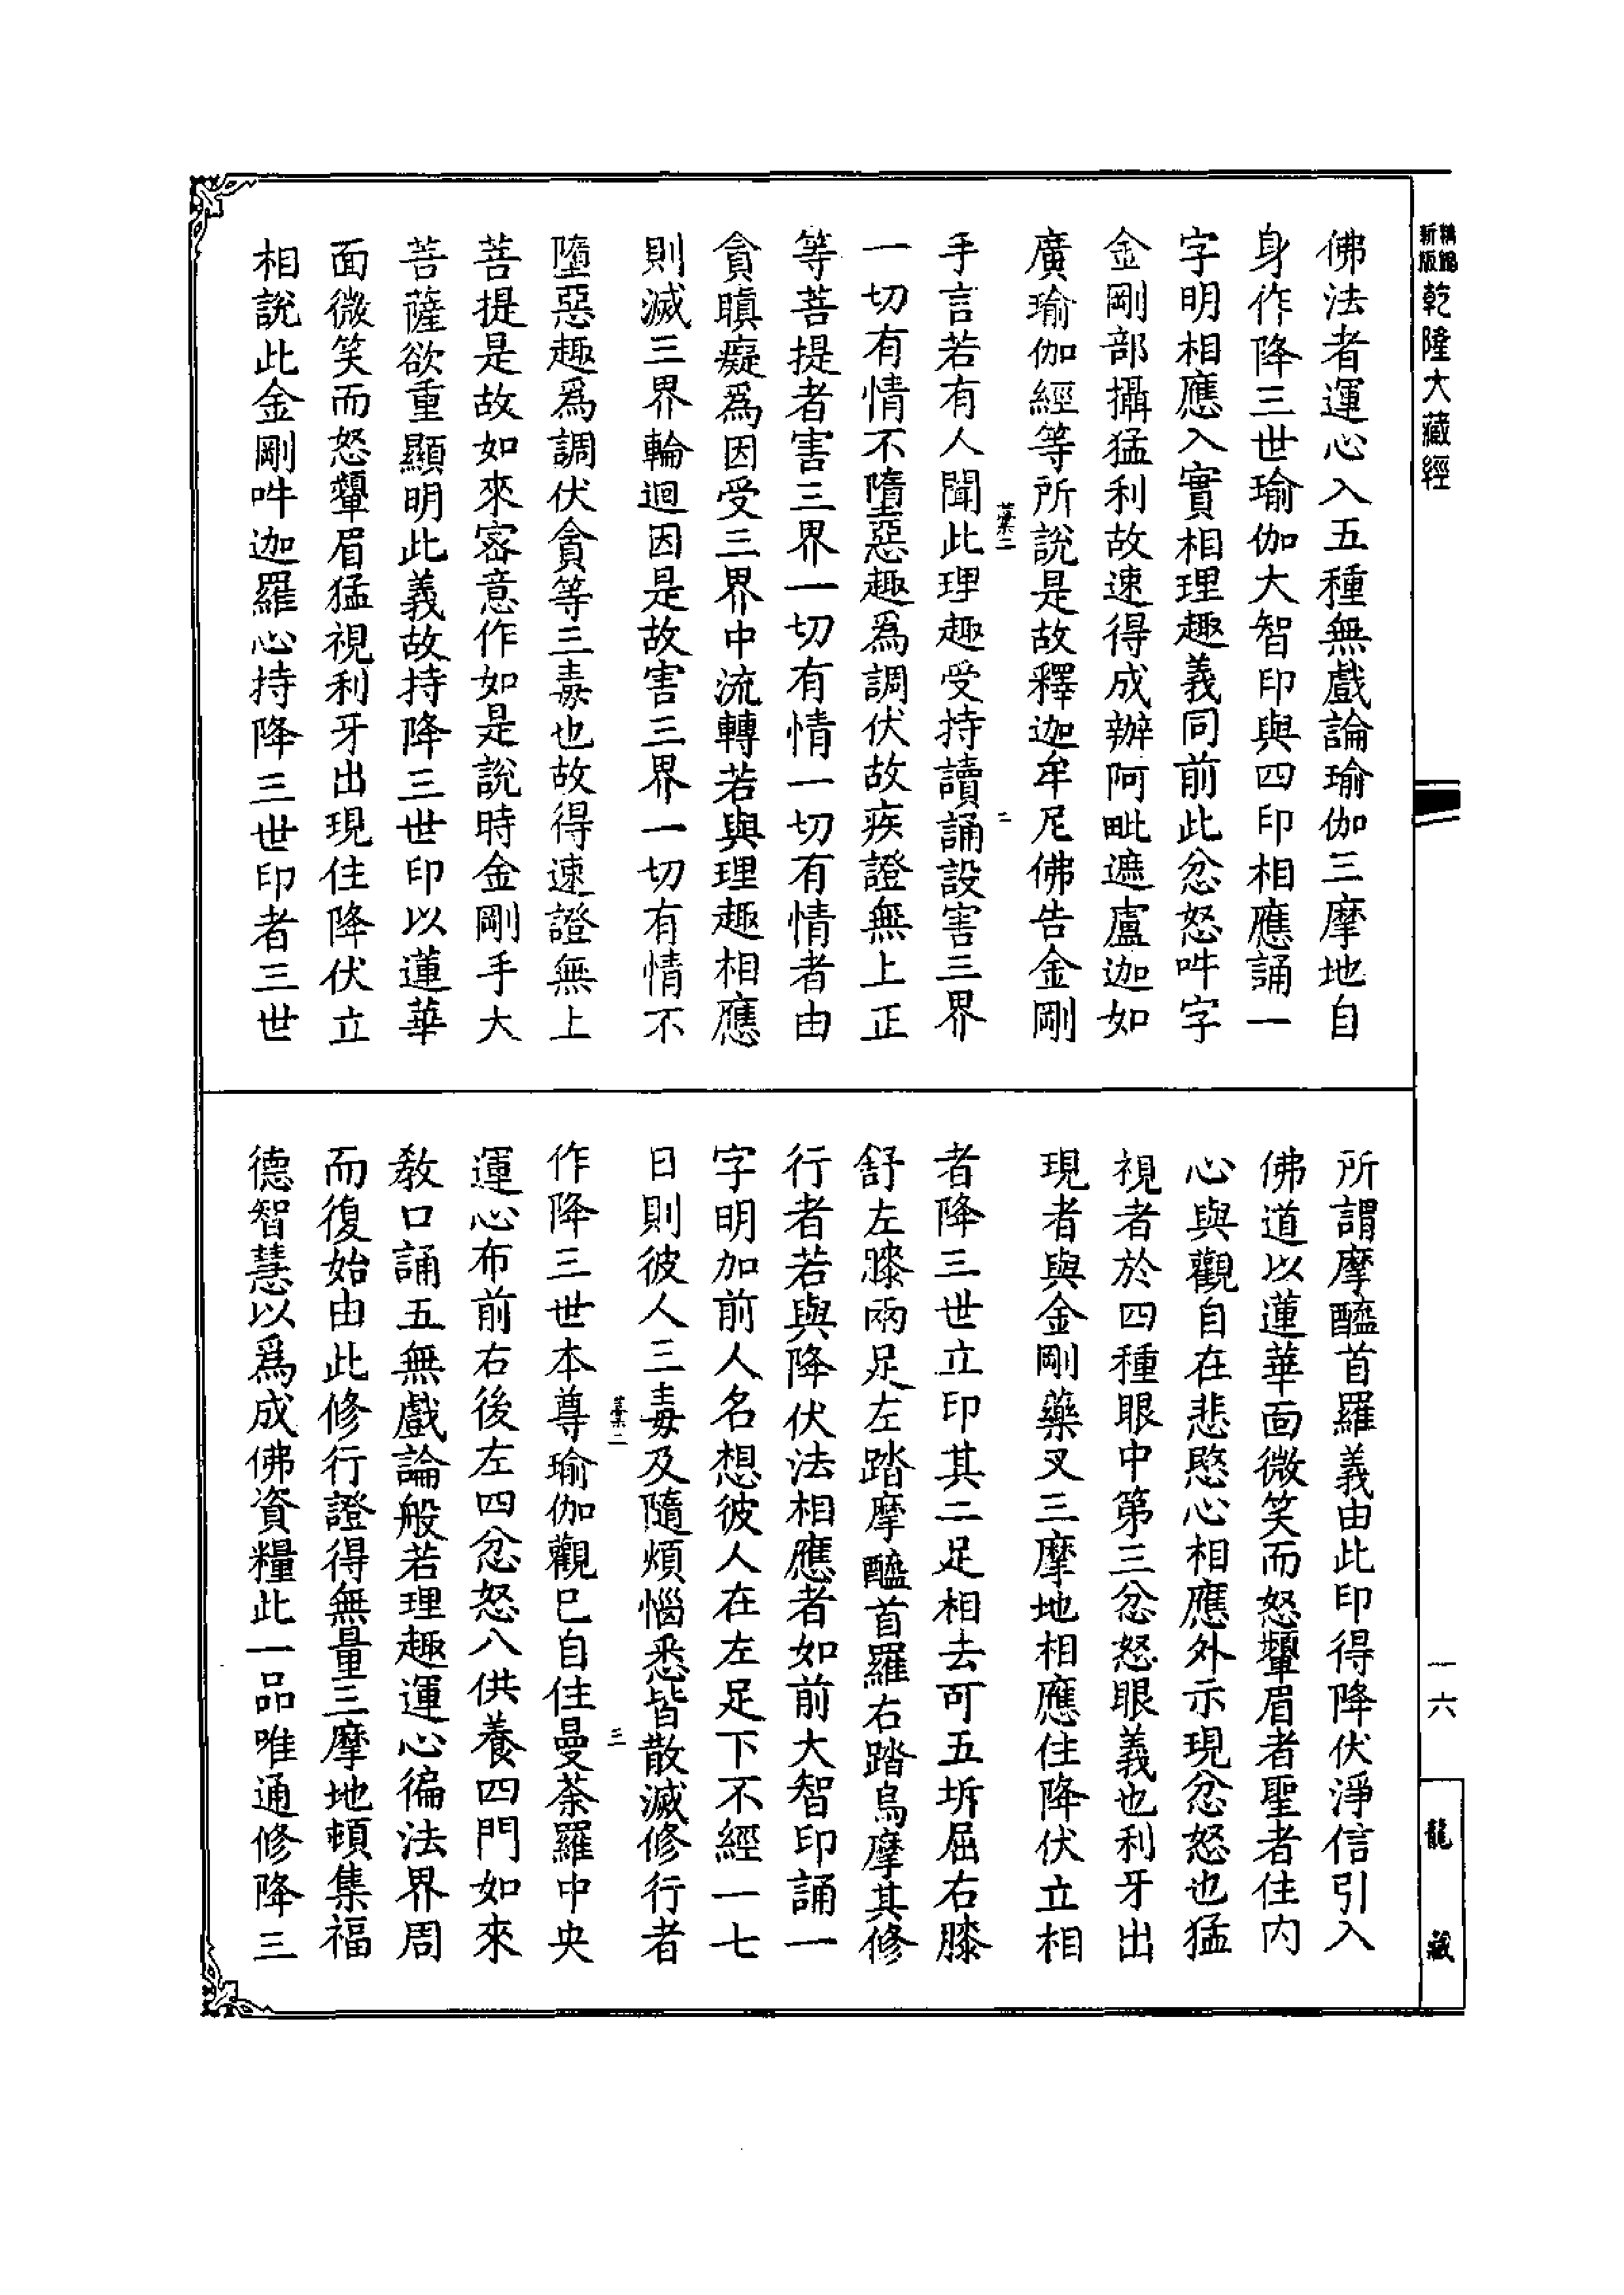 新版
乾隆大藏經
佛法者運心入五種無戲論瑜伽三摩地自
身作降三世瑜伽大智印與四印相應誦一
字明相應入實相理趣義同前此忿怒吽字
金剛部攝猛利故速得成辦阿毗遮盧迦如
廣瑜伽經等所說是故釋迦牟尼佛告金剛
二
手言若有人聞此理趣受持讀誦設害三界
一切有情不墮惡趣爲調伏故疾證無上正
等菩提者害三界一切有情一切有情者由
貪瞋癡爲因受三界中流轉若與理趣相應
則滅三界輪迴因是故害三界一切有情不
墮惡趣爲調伏貪等三毒也故得速證無上
菩提是故如來密意作如是說時金剛手大
菩薩欲重顯明此義故持降三世印以蓮華
面微笑而怒顰眉猛視利牙出現住降伏立
相說此金剛吽迦羅心持降三世印者三世
所謂摩醯首羅義由此印得降伏淨信引入
佛道以蓮華面微笑而怒顰眉者聖者住內
心與觀自在悲愍心相應外示現忿怒也猛
視者於四種眼中第三忿怒眼義也利牙出
現者與金剛藥叉三摩地相應住降伏立相
者降三世立印其二足相去可五坼屈右膝
舒左膝兩足左踏摩醯首羅右踏烏摩其修
行者若與降伏法相應者如前大智印誦一
字明加前人名想彼人在左足下不經一七
日則彼人三毒及隨煩惱悉皆散滅修行者
三
作降三世本尊瑜伽觀已自住曼荼羅中央
運心布前右後左四忿怒八供養四門如來
教口誦五無戲論般若理趣運心徧法界周
而復始由此修行證得無量三摩地頓集福
德智慧以爲成佛資糧此一品唯通修降三
一六
龍藏